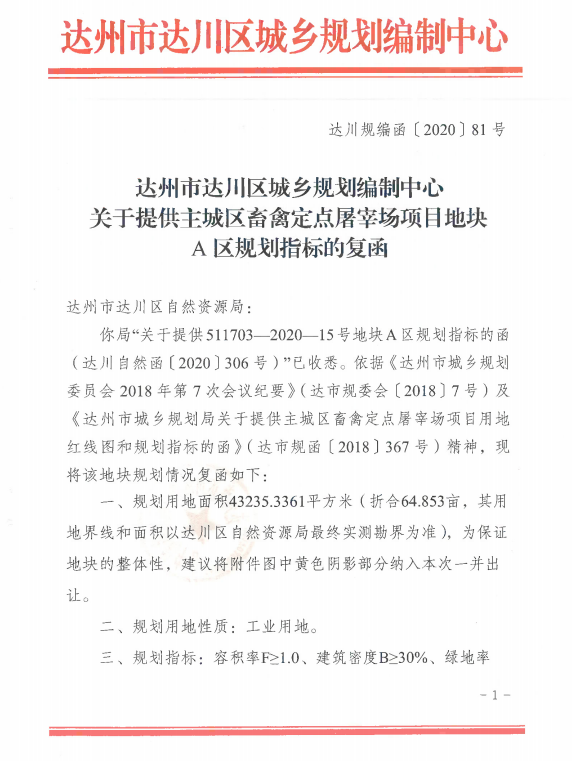 达州市达川区城乡规划编制中心
达川规编函〔2020〕81 号
达州市达川区城乡规划编制中心
关于提供主城区畜禽定点屠宰场项目地块
A 区规划指标的复函
达州市达川区自然资源局：
你局“关于提供511703—2020—15号地块A区规划指标的函
（达川自然函〔2020〕306 号）”已收悉。依据《达州市城乡规划
委员会 2018 年第 7 次会议纪要》（达市规委会〔2018〕7 号）及
《达州市城乡规划局关于提供主城区畜禽定点屠宰场项目用地
红线图和规划指标的函》（达市规函〔2018〕367 号）精神，现
将该地块规划情况复函如下：
一、规划用地面积43235.3361平方米（折合64.853亩，其用
地界线和面积以达川区自然资源局最终实测勘界为准），为保证
地块的整体性，建议将附件图中黄色阴影部分纳入本次一并出
让。
二、规划用地性质：工业用地。
三、规划指标：容积率F≥1.0、建筑密度B≥30%、绿地率
- 1 -